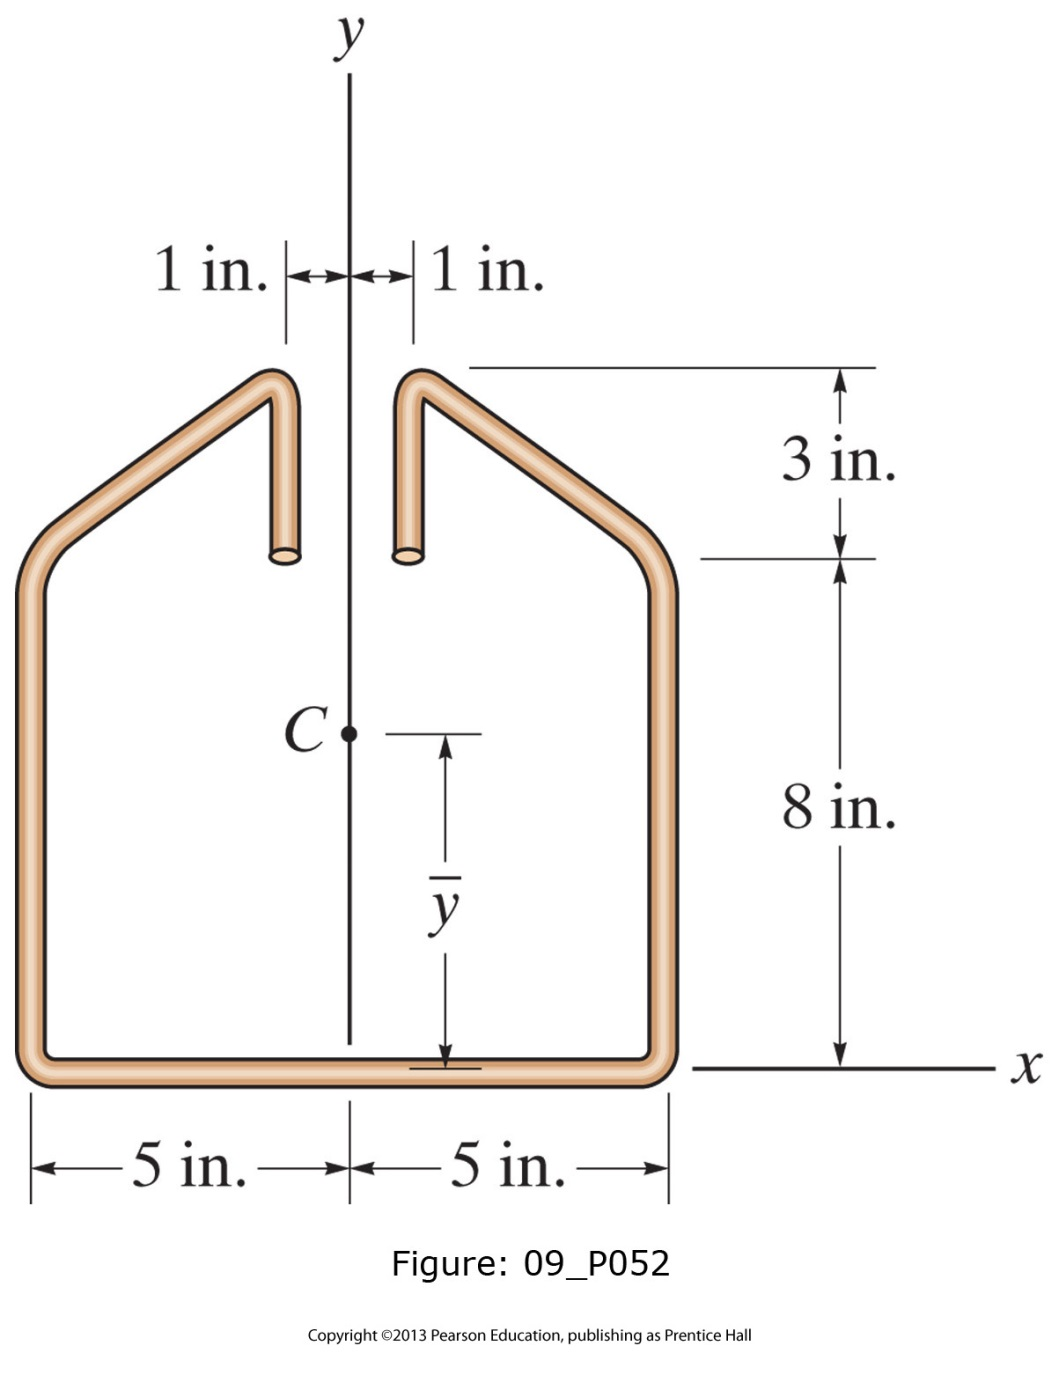 y
1 in.
1 in.
3 in.
C
8 in.
y̅
x
5 in.
5 in.
Figure: 09_P052
Copyright ©2013 Pearson Education, publishing as Prentice Hall